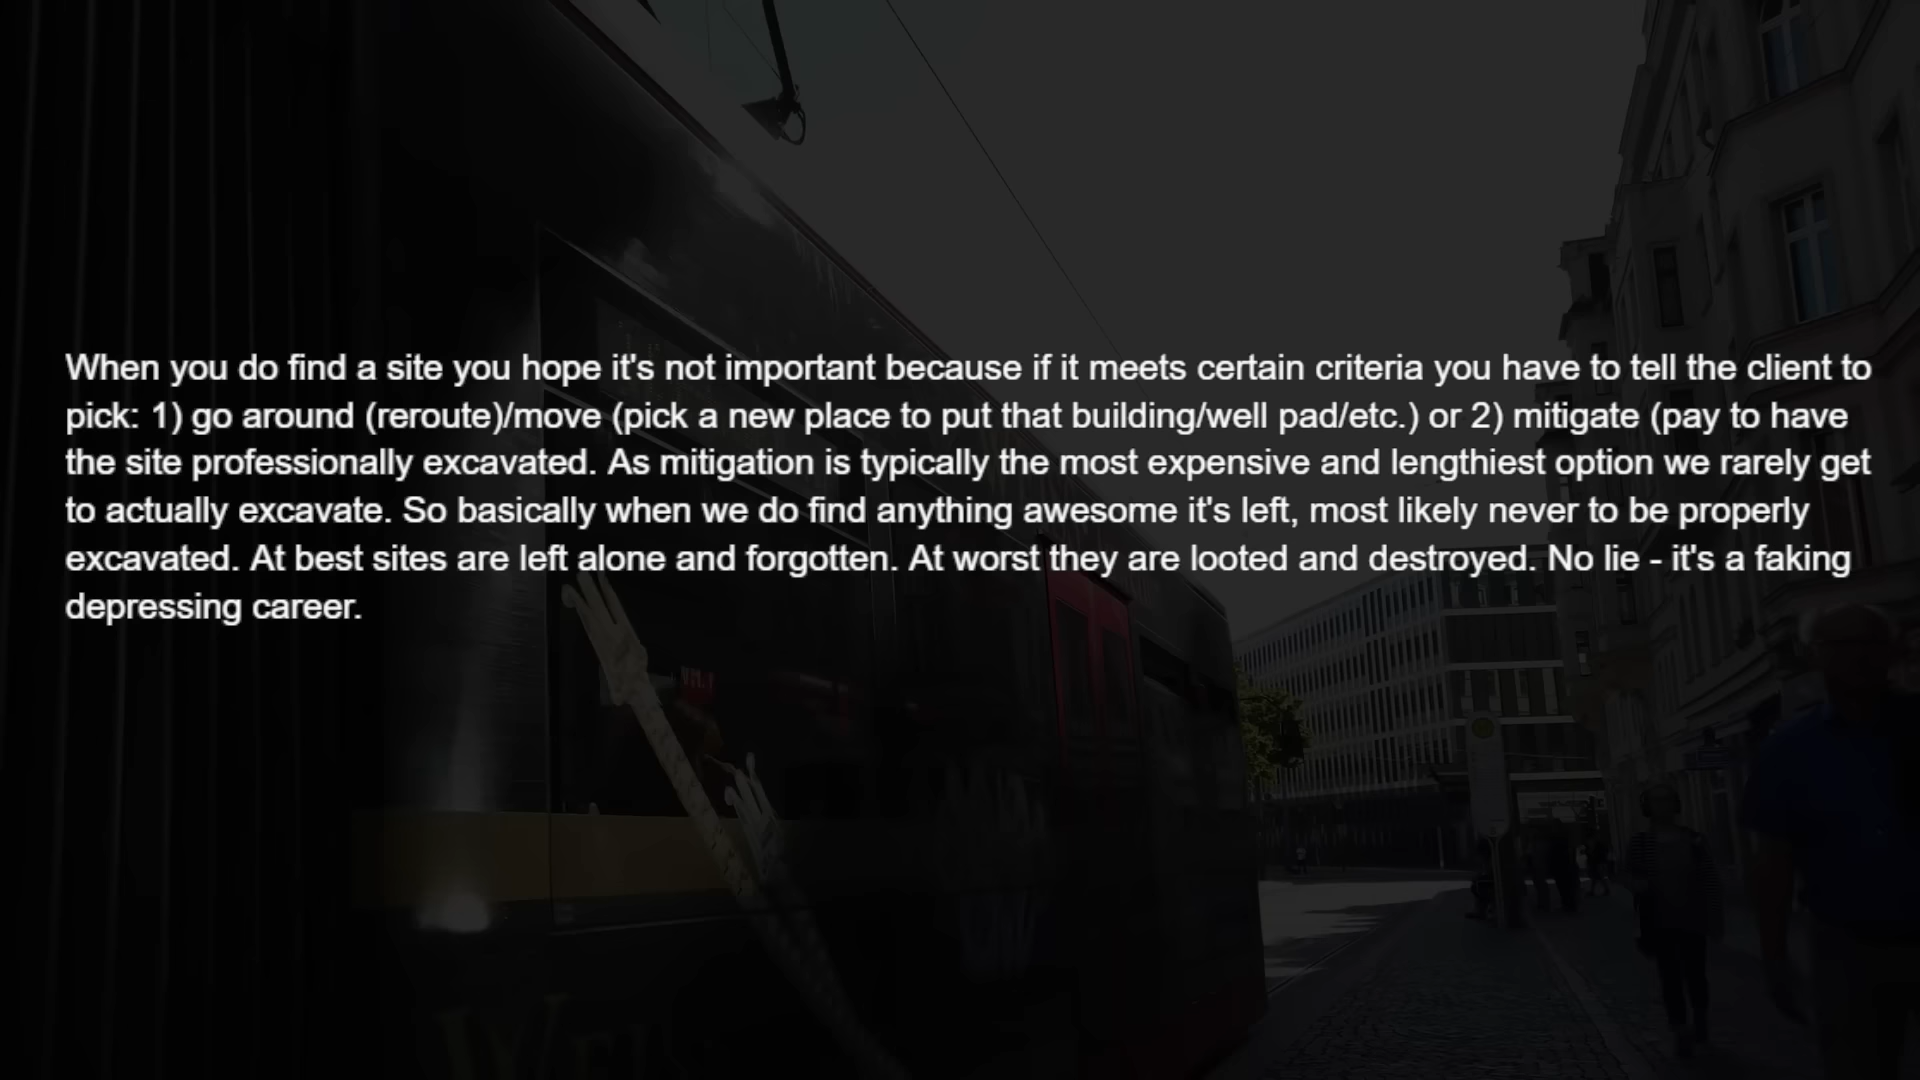 When you do find a site you hope it's not important because if it meets certain criteria you have to tell the client to
pick: 1) go around (reroute)/move (pick a new place to put that building/well pad/etc.) or 2) mitigate (pay to have
the site professionally excavated. As mitigation is typically the most expensive and lengthiest option we rarely get
to actually excavate. So basically when we do find anything awesome it's left, most likely never to be properly
excavated. At best sites are left alone and forgotten. At worst they are looted and destroyed. No lie - it's a faking
depressing career.